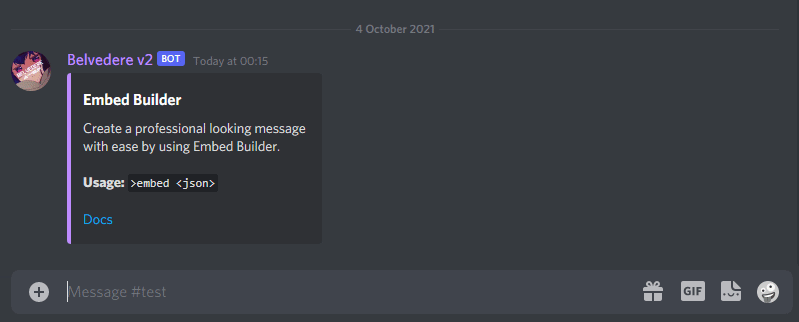 4 October 2021
Belvedere v2 BOT Today at 00:15
Embed Builder
Create a professional looking message
with ease by using Embed Builder.
Usage: >embed <json>
Docs
Message #test
GIF